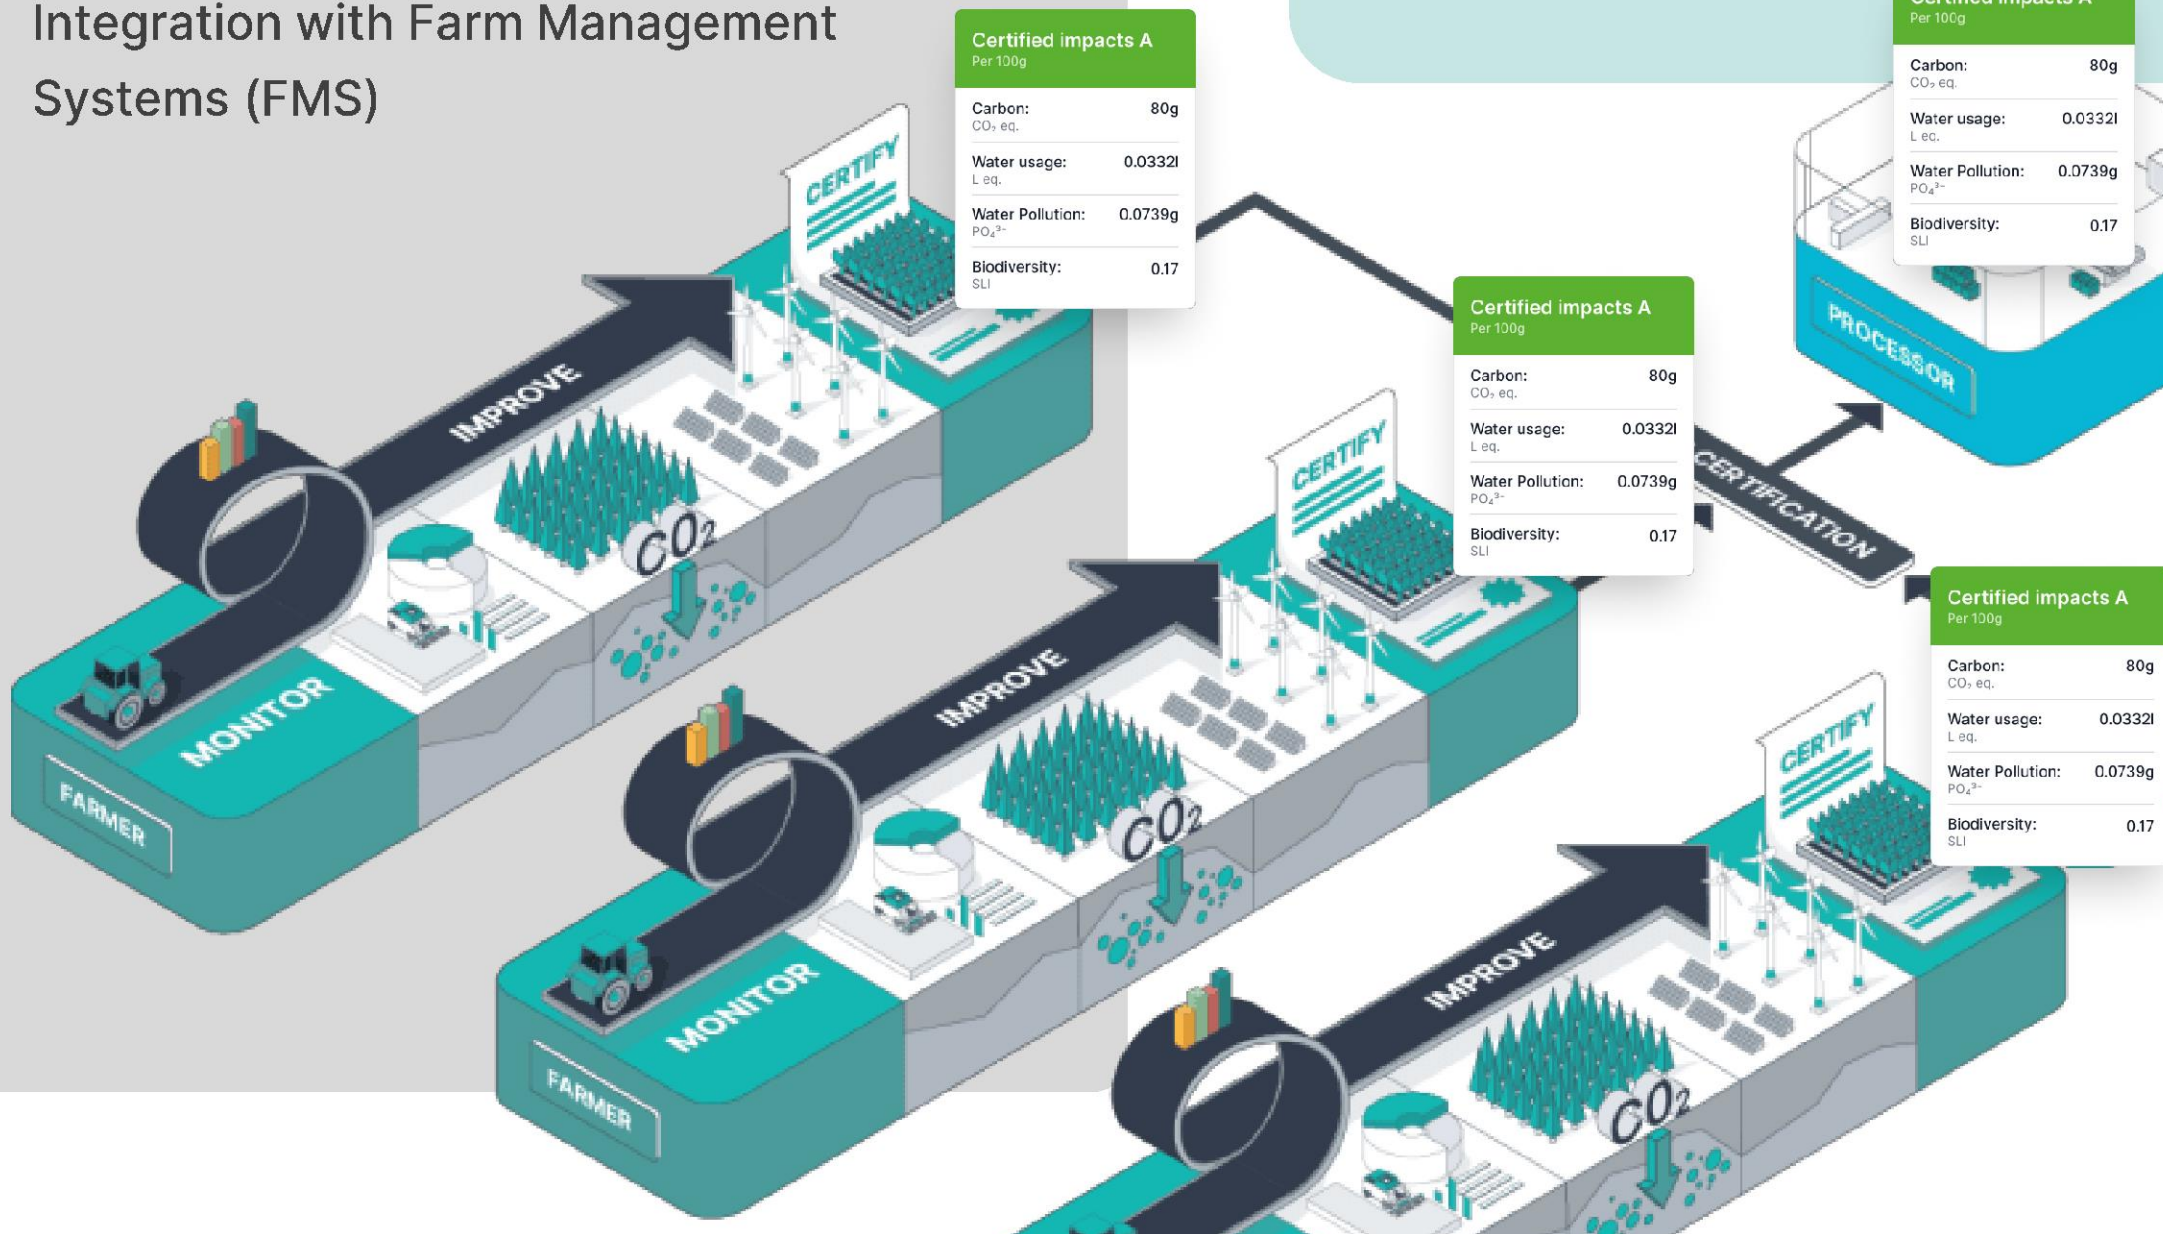 Integration with Farm Management
Systems (FMS)
Certified impacts A
Per 100g
Carbon: 80g
CO₂ eq.
Water usage: 0.0332l
L eq.
Water Pollution: 0.0739g
PO₄³⁻
Biodiversity: 0.17
SLI
Certified impacts A
Per 100g
Carbon: 80g
CO₂ eq.
Water usage: 0.0332l
L eq.
Water Pollution: 0.0739g
PO₄³⁻
Biodiversity: 0.17
SLI
PROCESSOR
CERTIFY
IMPROVE
CO₂
MONITOR
FARMER
Certified impacts A
Per 100g
Carbon: 80g
CO₂ eq.
Water usage: 0.0332l
L eq.
Water Pollution: 0.0739g
PO₄³⁻
Biodiversity: 0.17
SLI
CERTIFICATION
CERTIFY
IMPROVE
CO₂
MONITOR
FARMER
Certified impacts A
Per 100g
Carbon: 80g
CO₂ eq.
Water usage: 0.0332l
L eq.
Water Pollution: 0.0739g
PO₄³⁻
Biodiversity: 0.17
SLI
CERTIFY
IMPROVE
CO₂